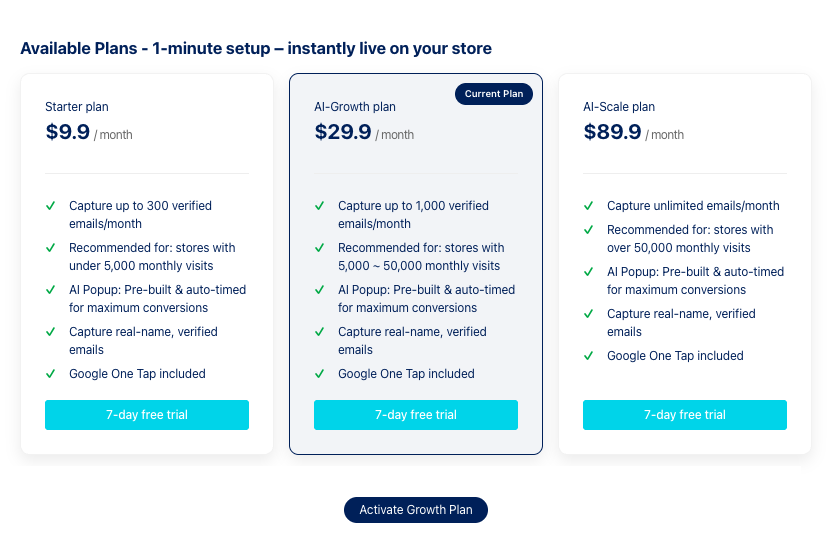 Available Plans - 1-minute setup – instantly live on your store
Starter plan
$9.9 / month
Capture up to 300 verified
emails/month
Recommended for: stores with
under 5,000 monthly visits
AI Popup: Pre-built & auto-timed
for maximum conversions
Capture real-name, verified
emails
Google One Tap included
7-day free trial
Current Plan
AI-Growth plan
$29.9 / month
Capture up to 1,000 verified
emails/month
Recommended for: stores with
5,000 ~ 50,000 monthly visits
AI Popup: Pre-built & auto-timed
for maximum conversions
Capture real-name, verified
emails
Google One Tap included
7-day free trial
AI-Scale plan
$89.9 / month
Capture unlimited emails/month
Recommended for: stores with
over 50,000 monthly visits
AI Popup: Pre-built & auto-timed
for maximum conversions
Capture real-name, verified
emails
Google One Tap included
7-day free trial
Activate Growth Plan